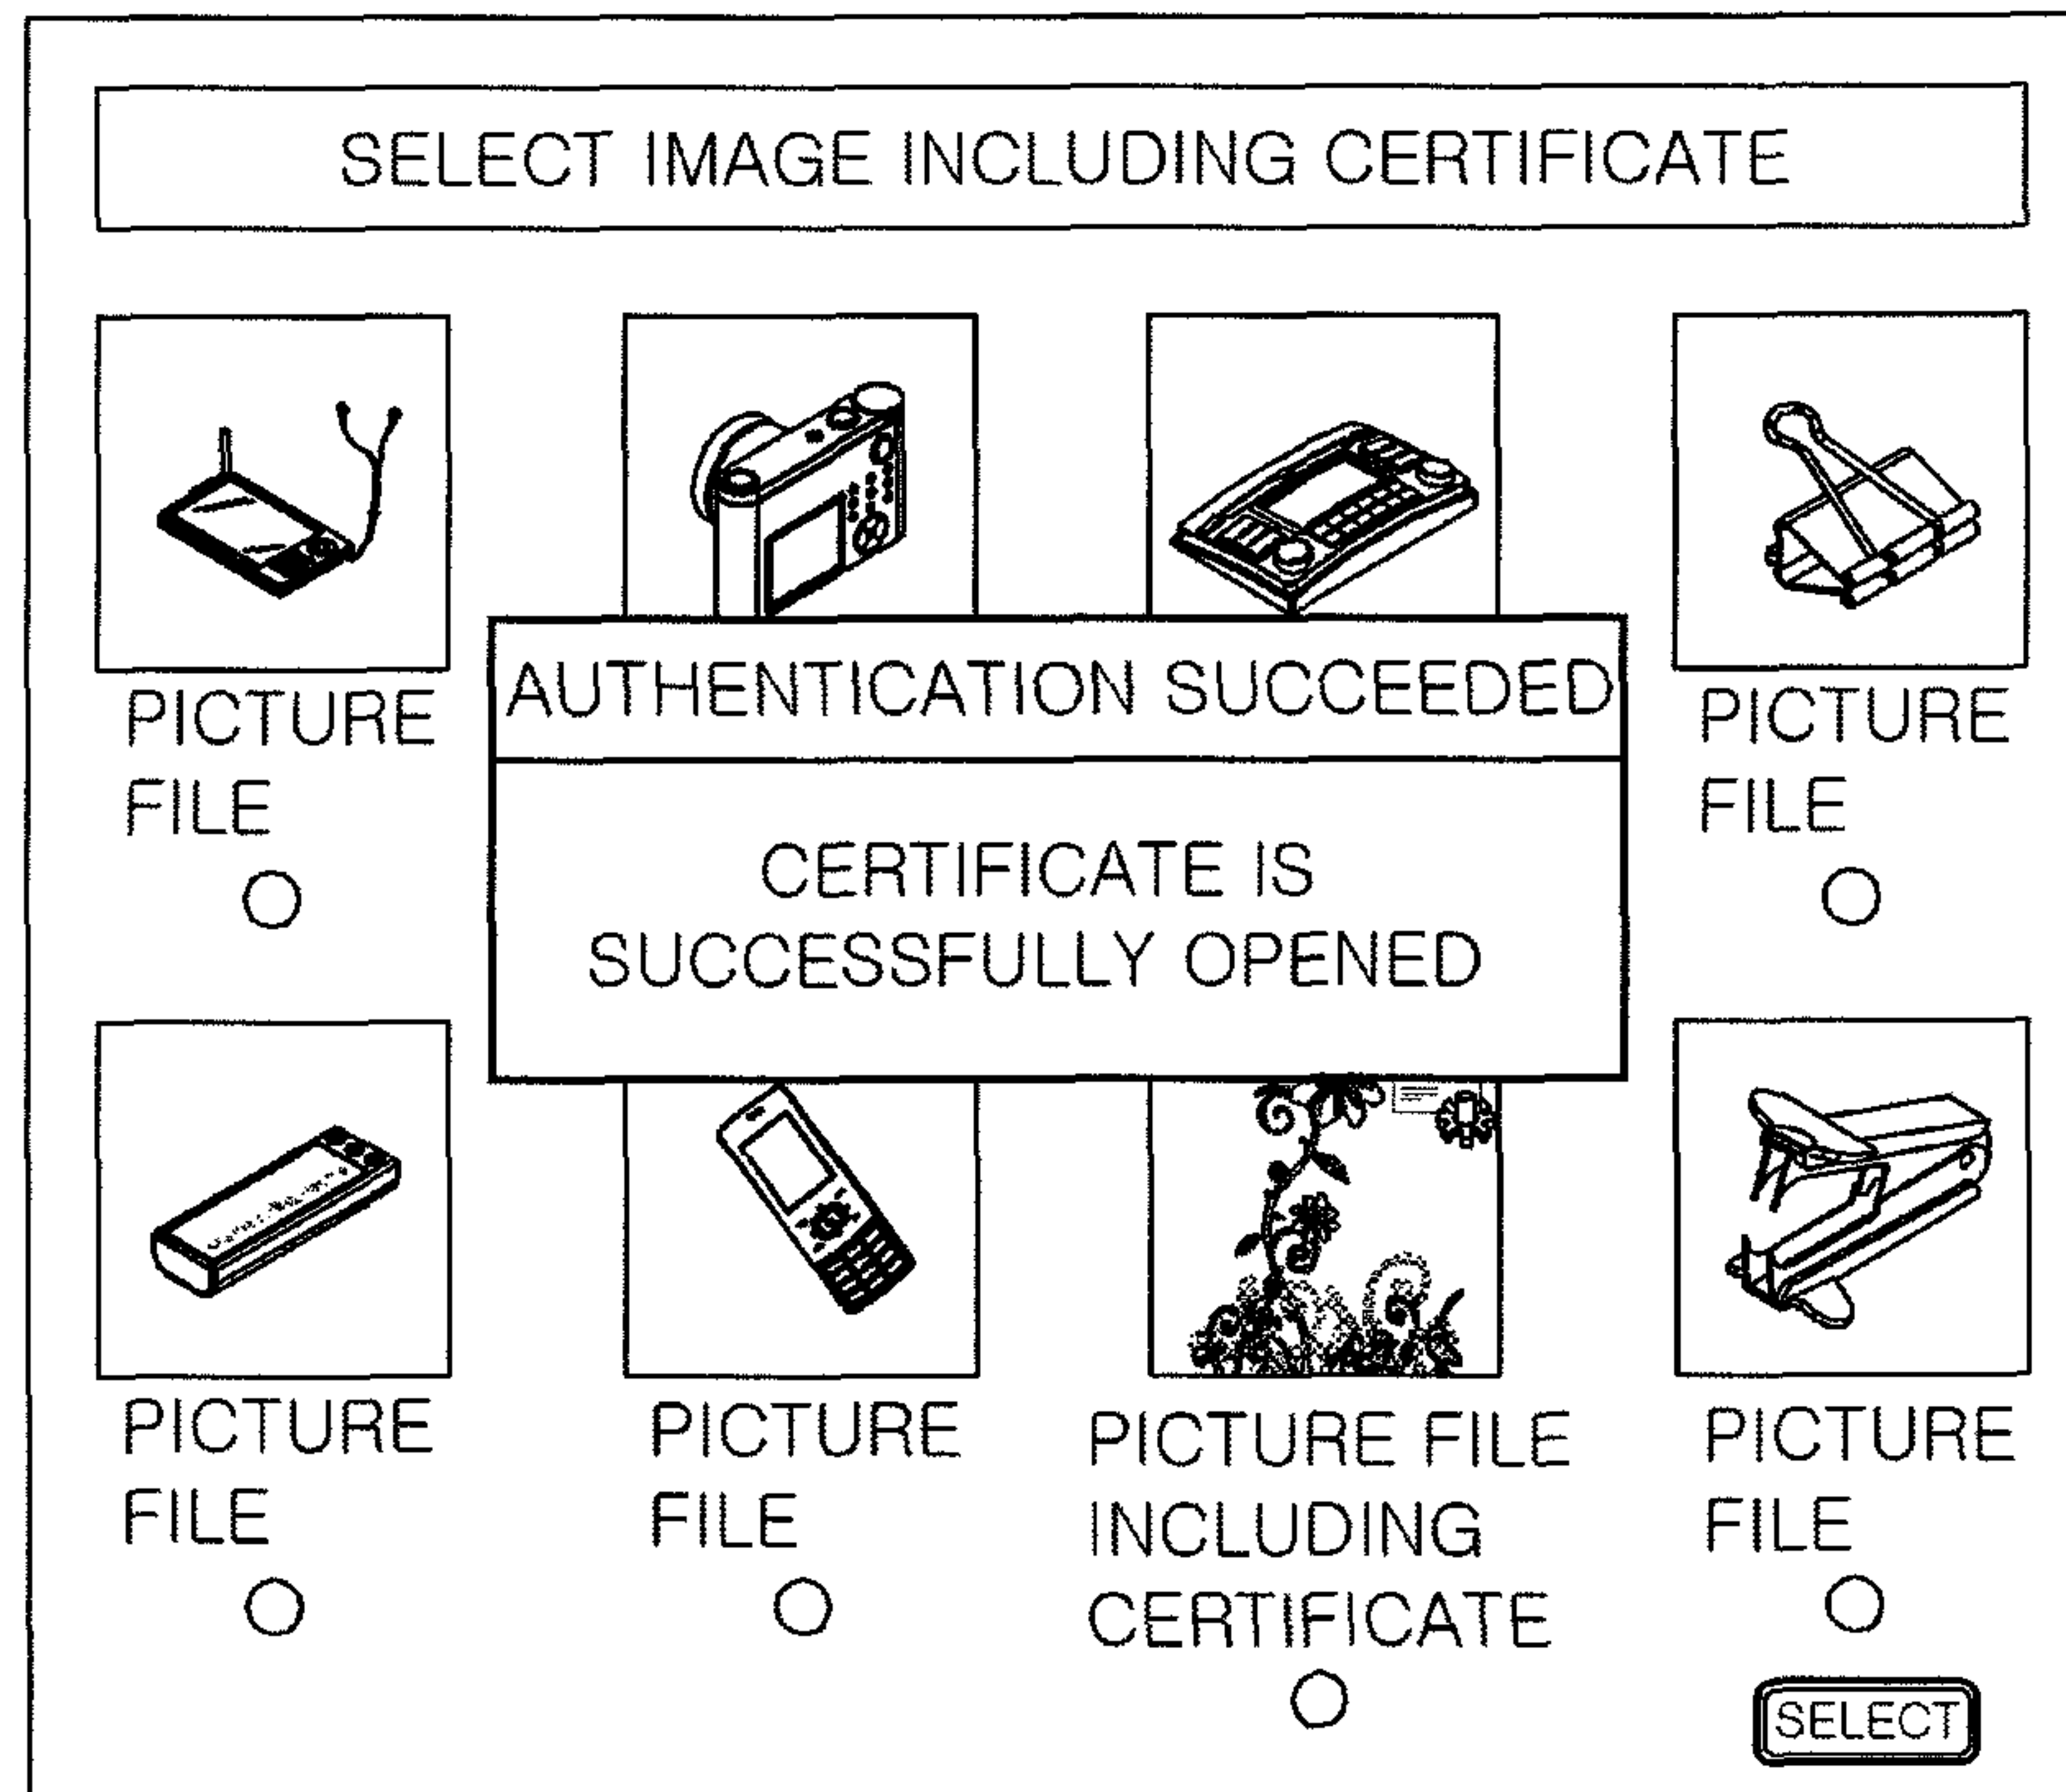 SELECT IMAGE INCLUDING CERTIFICATE
AUTHENTICATION SUCCEEDED
CERTIFICATE IS
SUCCESSFULLY OPENED
PICTURE
FILE
PICTURE
FILE
PICTURE
FILE
PICTURE
FILE
PICTURE FILE
INCLUDING
CERTIFICATE
PICTURE
FILE
SELECT